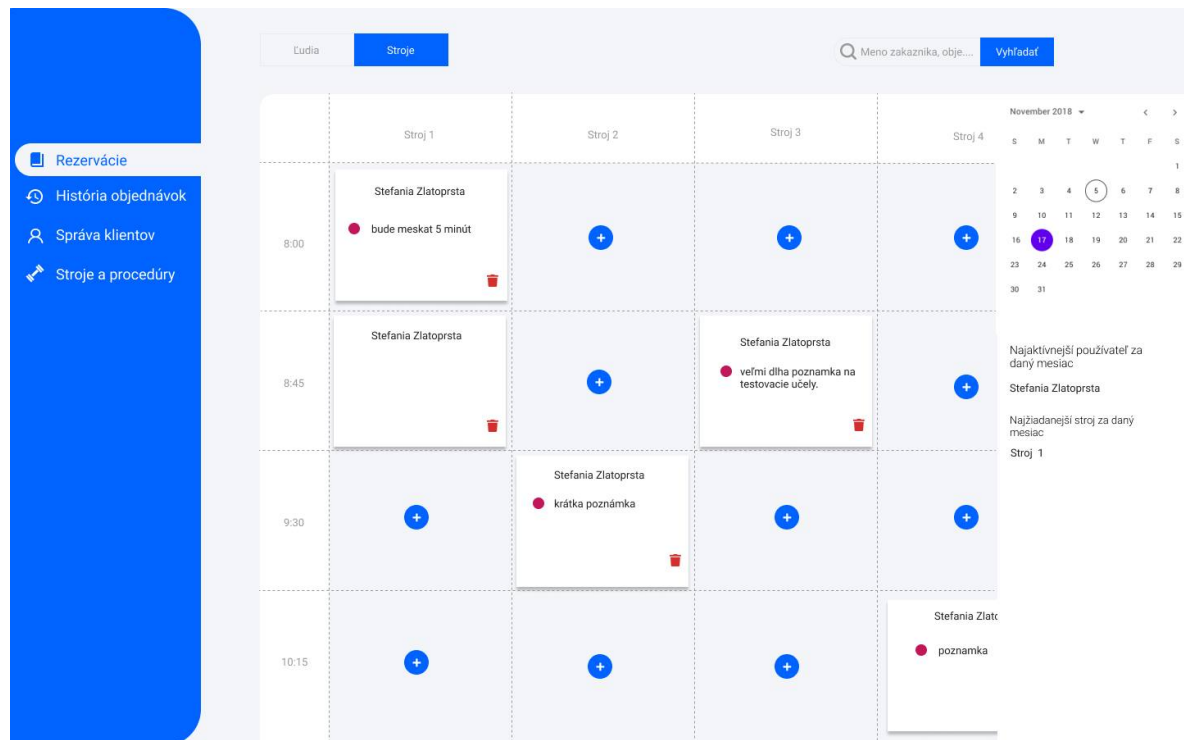 Ľudia
Stroje
Meno zakaznika, obje....
Vyhľadať
Rezervácie
História objednávok
Správa klientov
Stroje a procedúry
Stroj 1
Stroj 2
Stroj 3
Stroj 4
8:00
Stefania Zlatoprsta
bude meskat 5 minút
8:45
Stefania Zlatoprsta
Stefania Zlatoprsta
veľmi dlha poznamka na
testovacie učely.
9:30
Stefania Zlatoprsta
krátka poznámka
10:15
Stefania Zlatc
poznamka
November 2018
S M T W T F S
1
2 3 4 5 6 7 8
9 10 11 12 13 14 15
16 17 18 19 20 21 22
23 24 25 26 27 28 29
30 31
Najaktívnejší používateľ za
daný mesiac
Stefania Zlatoprsta
Najžiadanejší stroj za daný
mesiac
Stroj 1